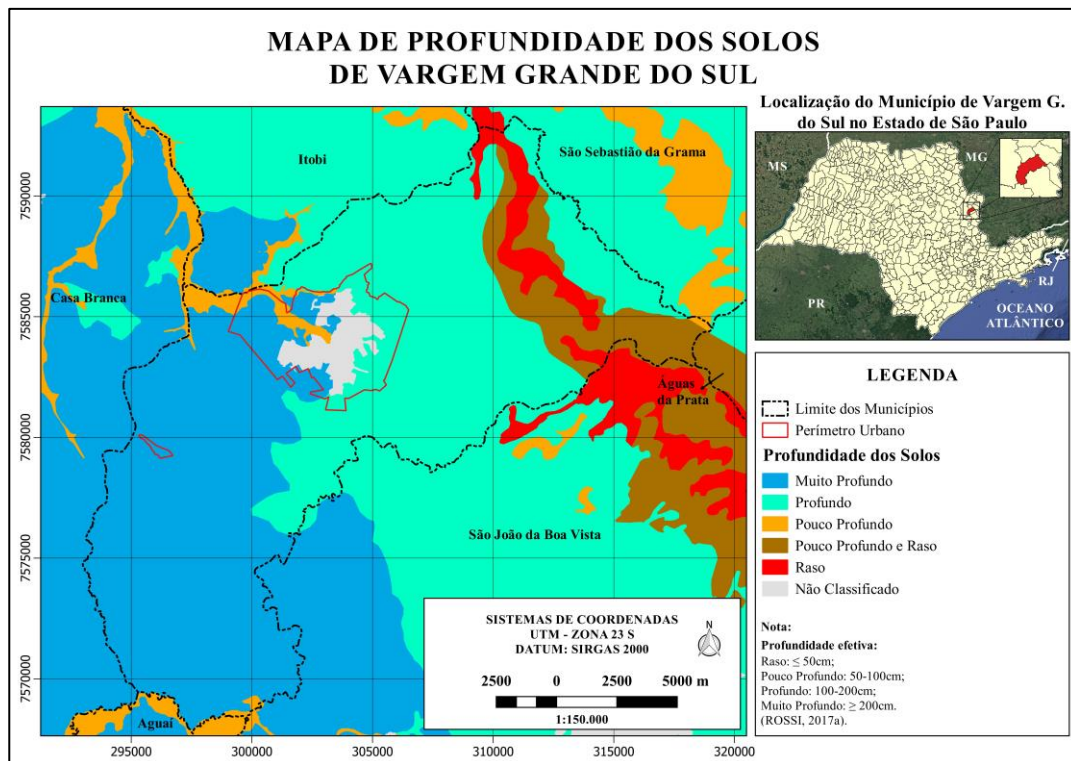 MAPA DE PROFUNDIDADE DOS SOLOS
DE VARGEM GRANDE DO SUL
Itobi
São Sebastião da Grama
Casa Branca
Águas
da Prata
São João da Boa Vista
Aguaí
7590000
7585000
7580000
7575000
7570000
295000
300000
305000
310000
315000
320000
SISTEMAS DE COORDENADAS
UTM - ZONA 23 S
DATUM: SIRGAS 2000
N
2500 0 2500 5000 m
1:150.000
Localização do Município de Vargem G.
do Sul no Estado de São Paulo
MS
MG
RJ
PR
OCEANO
ATLÂNTICO
LEGENDA
Limite dos Municípios
Perímetro Urbano
Profundidade dos Solos
Muito Profundo
Profundo
Pouco Profundo
Pouco Profundo e Raso
Raso
Não Classificado
Nota:
Profundidade efetiva:
Raso: ≤ 50cm;
Pouco Profundo: 50-100cm;
Profundo: 100-200cm;
Muito Profundo: ≥ 200cm.
(ROSSI, 2017a).